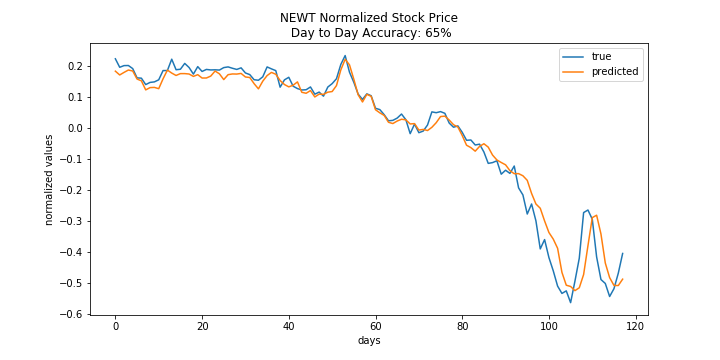 NEWT Normalized Stock Price
Day to Day Accuracy: 65%
true
predicted
normalized values
0.2
0.1
0.0
−0.1
−0.2
−0.3
−0.4
−0.5
−0.6
0 20 40 60 80 100 120
days